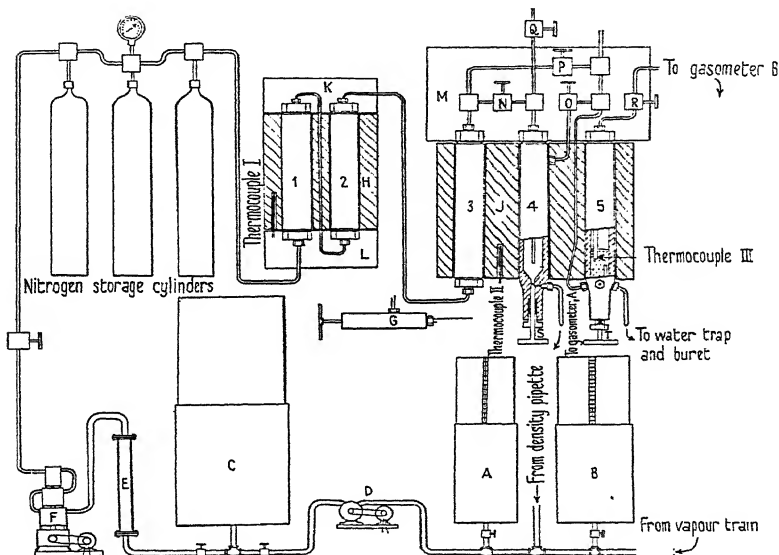 Q
P
M
N
O
R
To gasometer B
K
Thermocouple I
1
2
H
L
3
J
4
5
Thermocouple II
Thermocouple III
Nitrogen storage cylinders
G
To gasometer A
To water trap
and buret
C
From density pipette
A
B
D
E
F
From vapour train